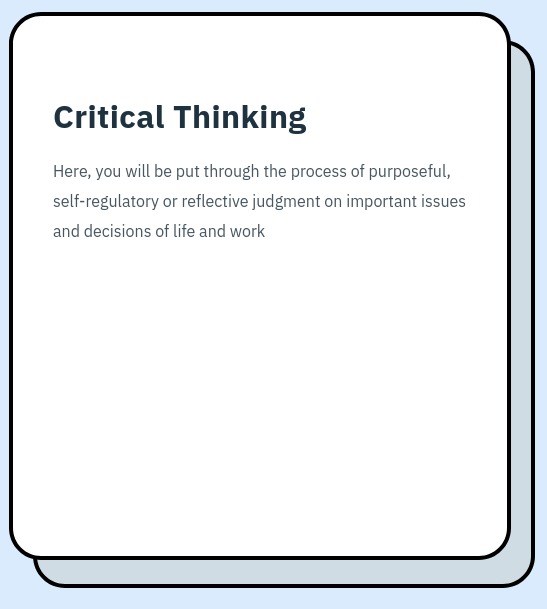 Critical Thinking
Here, you will be put through the process of purposeful,
self-regulatory or reflective judgment on important issues
and decisions of life and work